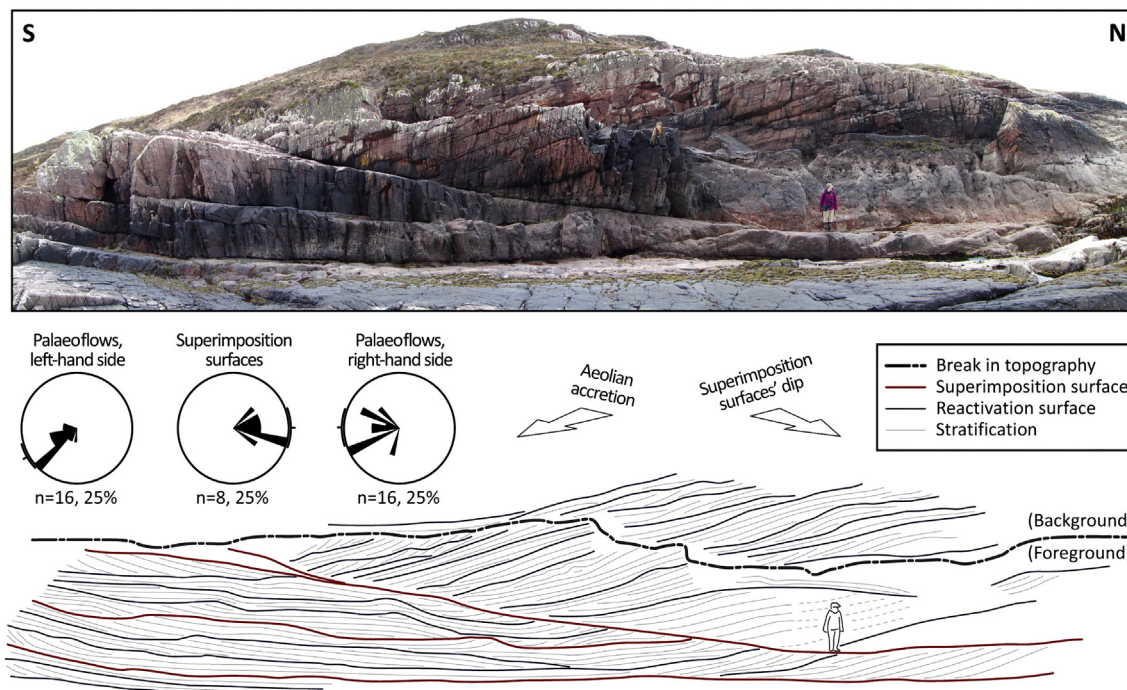 S
N
Palaeoflows,
left-hand side
Superimposition
surfaces
Palaeoflows,
right-hand side
n=16, 25%
n=8, 25%
n=16, 25%
Aeolian
accretion
Superimposition
surfaces' dip
Break in topography
Superimposition surface
Reactivation surface
Stratification
(Background)
(Foreground)